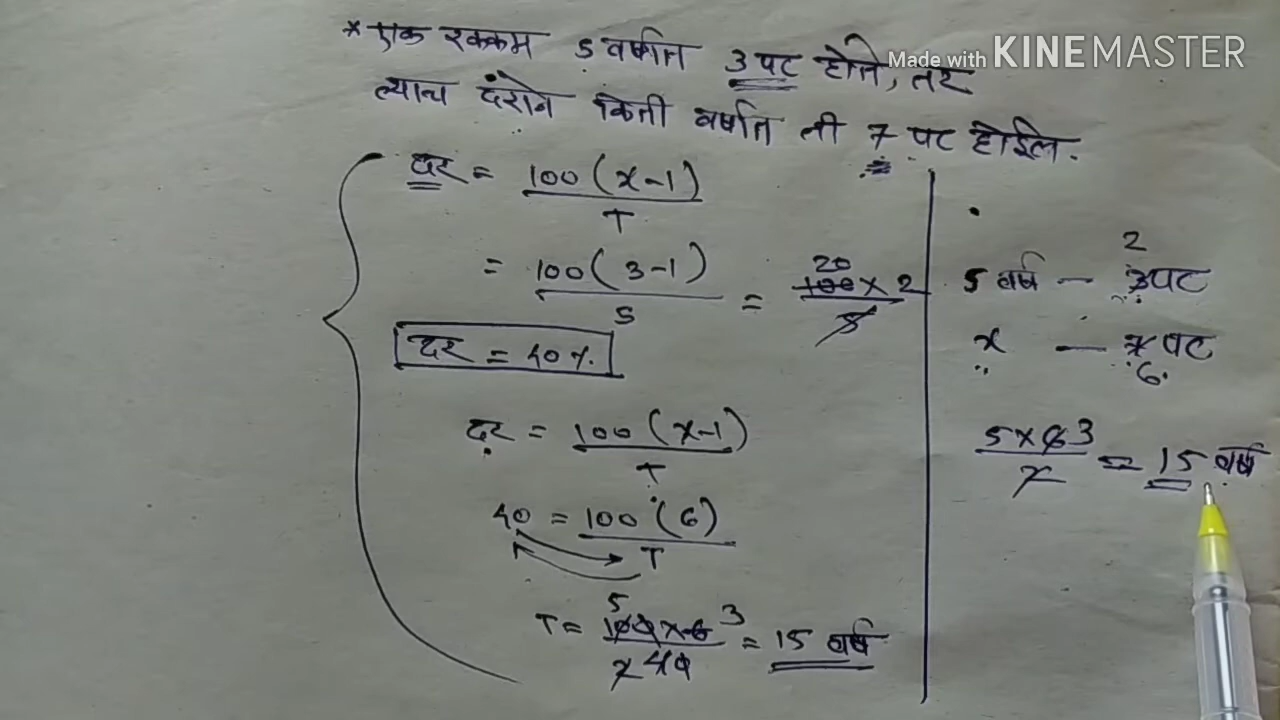 * एक रक्कम 5 वर्षात 3 पट होते, तर
Made with KINEMASTER
त्याच दराने किती वर्षात ती 7 पट होईल.
दर = 100 (x-1)
T
= 100 ( 3-1) = 100 x 2
5 5
20
दर = 40%.
दर = 100 (x-1)
T
40 = 100 (6)
T
5 3
T = 100 x 6 = 15 वर्ष
2 40
2
5 वर्ष — 3पट
x — 7 पट
6
5 x 6 3 = 15 वर्ष
2